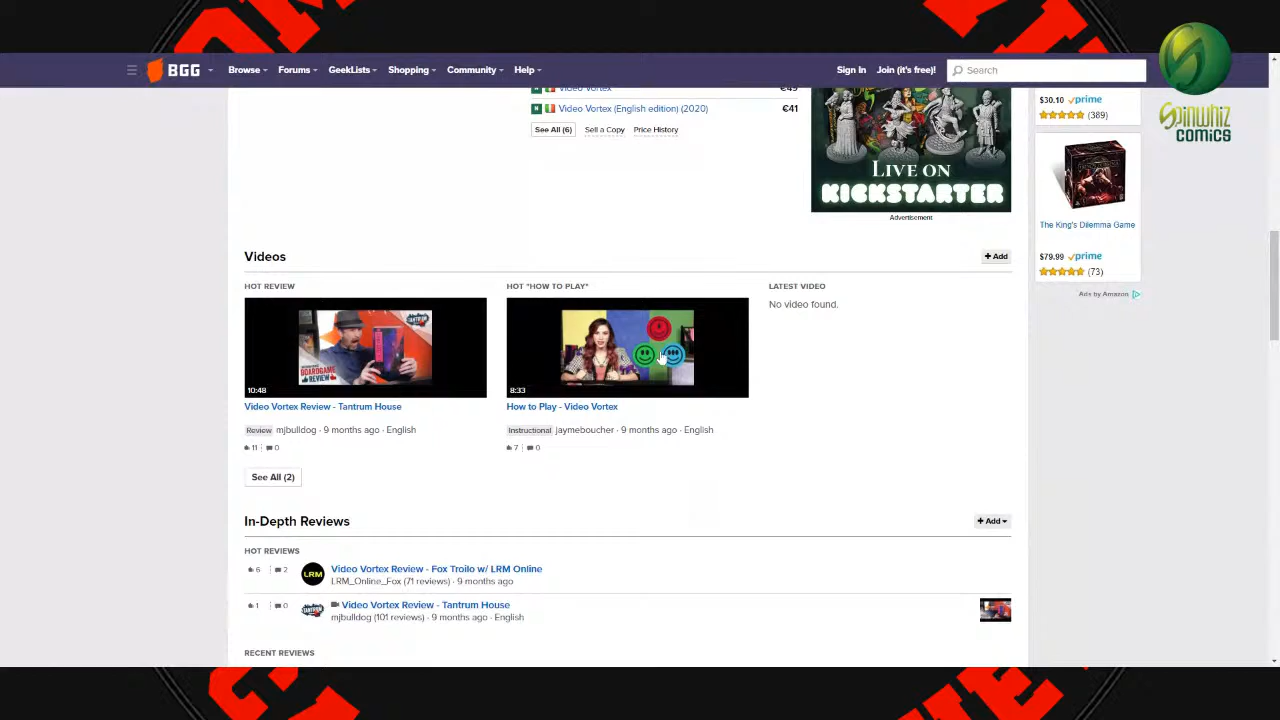 BGG Browse Forums GeekLists Shopping Community Help Sign In Join (it's free!) Search
SPINWHIZ
COMICS
Video Vortex €49
Video Vortex (English edition) (2020) €41
See All (6) Sell a Copy Price History
LIVE ON
KICKSTARTER
Advertisement
$30.10 prime
(389)
The King's Dilemma Game
$79.99 prime
(73)
Ads by Amazon
Videos
+ Add
HOT REVIEW
10:48
Video Vortex Review - Tantrum House
Review mjbulldog · 9 months ago · English
11 0
HOT "HOW TO PLAY"
8:33
How to Play - Video Vortex
Instructional jaymeboucher · 9 months ago · English
7 0
LATEST VIDEO
No video found.
See All (2)
In-Depth Reviews
+ Add
HOT REVIEWS
6 2 LRM Video Vortex Review - Fox Troilo w/ LRM Online
LRM_Online_Fox (71 reviews) · 9 months ago
1 0 TANTRUM Video Vortex Review - Tantrum House
mjbulldog (101 reviews) · 9 months ago · English
RECENT REVIEWS